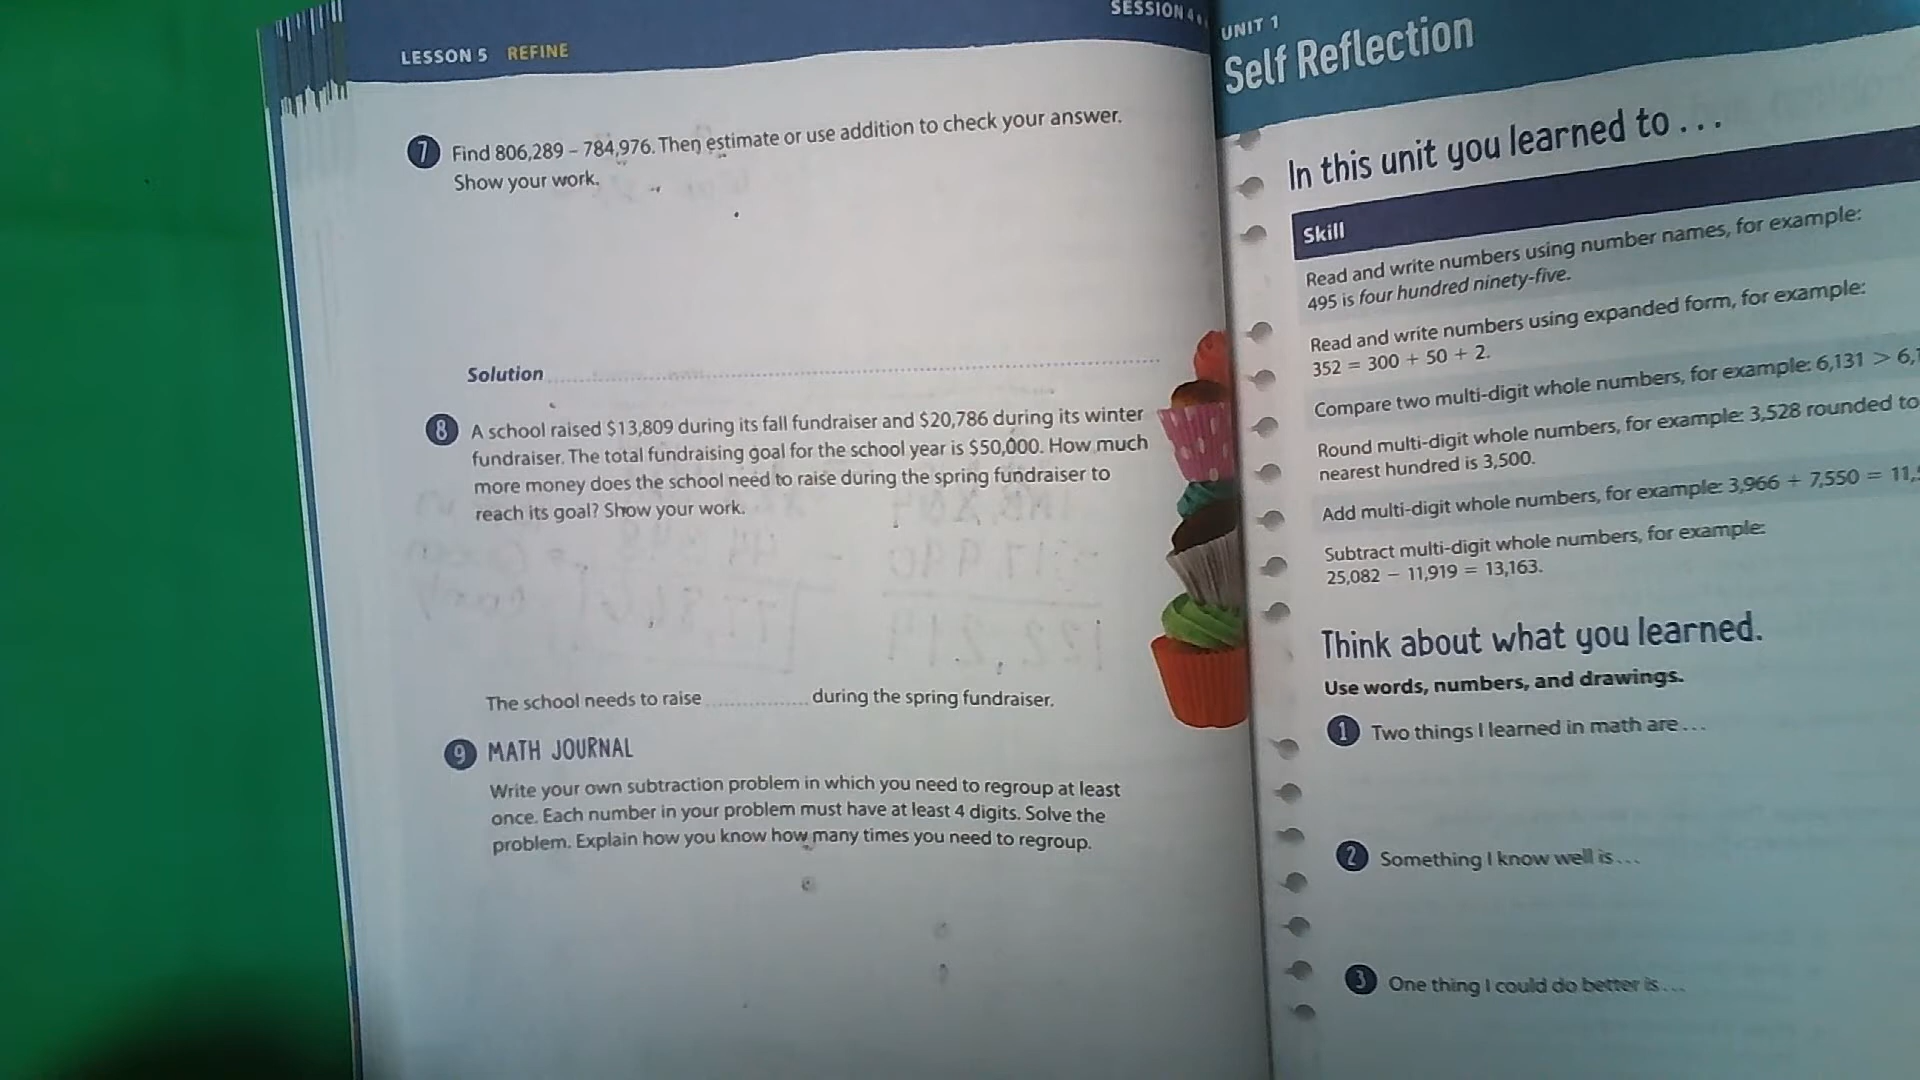 LESSON 5 REFINE
SESSION 4
7 Find 806,289 – 784,976. Then estimate or use addition to check your answer.
Show your work.
Solution
8 A school raised $13,809 during its fall fundraiser and $20,786 during its winter
fundraiser. The total fundraising goal for the school year is $50,000. How much
more money does the school need to raise during the spring fundraiser to
reach its goal? Show your work.
The school needs to raise ................ during the spring fundraiser.
9 MATH JOURNAL
Write your own subtraction problem in which you need to regroup at least
once. Each number in your problem must have at least 4 digits. Solve the
problem. Explain how you know how many times you need to regroup.
UNIT 1
Self Reflection
In this unit you learned to . . .
Skill
Read and write numbers using number names, for example:
495 is four hundred ninety-five.
Read and write numbers using expanded form, for example:
352 = 300 + 50 + 2.
Compare two multi-digit whole numbers, for example: 6,131 >
Round multi-digit whole numbers, for example: 3,528 rounded to
nearest hundred is 3,500.
Add multi-digit whole numbers, for example: 3,966 + 7,550 =
Subtract multi-digit whole numbers, for example:
25,082 – 11,919 = 13,163.
Think about what you learned.
Use words, numbers, and drawings.
1 Two things I learned in math are . . .
2 Something I know well is . . .
3 One thing I could do better is . . .